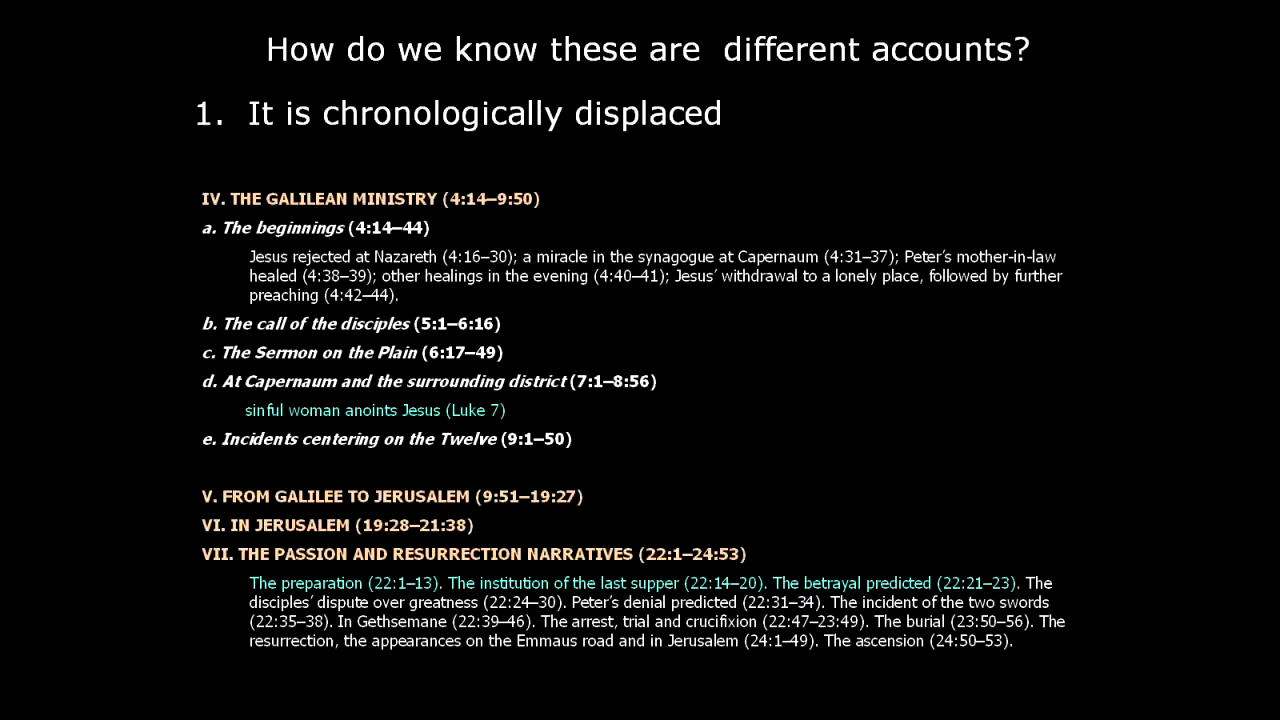 How do we know these are  different accounts?
1.  It is chronologically displaced
IV. THE GALILEAN MINISTRY (4:14–9:50)
a. The beginnings (4:14–44)
Jesus rejected at Nazareth (4:16–30); a miracle in the synagogue at Capernaum (4:31–37); Peter’s mother-in-law
healed (4:38–39); other healings in the evening (4:40–41); Jesus’ withdrawal to a lonely place, followed by further
preaching (4:42–44).
b. The call of the disciples (5:1–6:16)
c. The Sermon on the Plain (6:17–49)
d. At Capernaum and the surrounding district (7:1–8:56)
sinful woman anoints Jesus (Luke 7)
e. Incidents centering on the Twelve (9:1–50)
V. FROM GALILEE TO JERUSALEM (9:51–19:27)
VI. IN JERUSALEM (19:28–21:38)
VII. THE PASSION AND RESURRECTION NARRATIVES (22:1–24:53)
The preparation (22:1–13). The institution of the last supper (22:14–20). The betrayal predicted (22:21–23). The
disciples’ dispute over greatness (22:24–30). Peter’s denial predicted (22:31–34). The incident of the two swords
(22:35–38). In Gethsemane (22:39–46). The arrest, trial and crucifixion (22:47–23:49). The burial (23:50–56). The
resurrection, the appearances on the Emmaus road and in Jerusalem (24:1–49). The ascension (24:50–53).